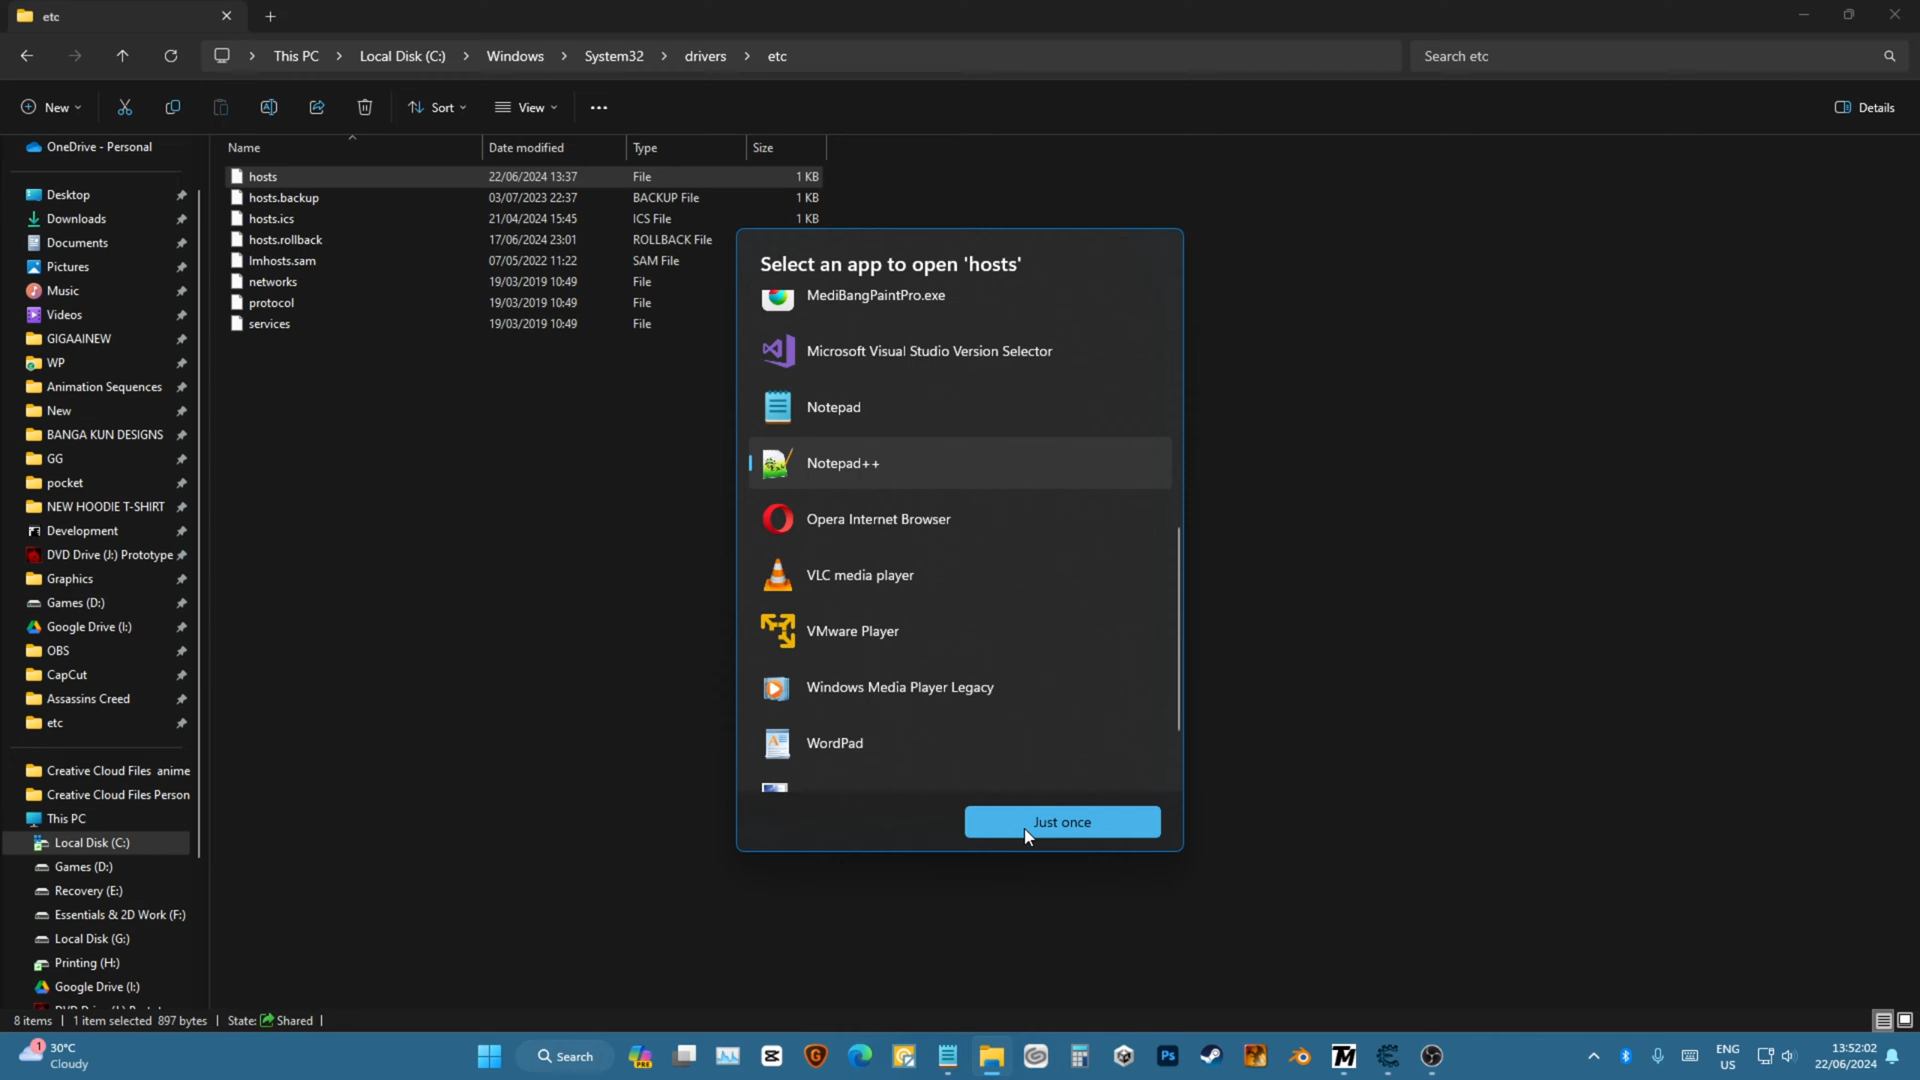 etc
This PC
Local Disk (C:)
Windows
System32
drivers
etc
Search etc
New
Sort
View
Details
OneDrive - Personal
Desktop
Downloads
Documents
Pictures
Music
Videos
GIGAAINEW
WP
Animation Sequences
New
BANGA KUN DESIGNS
GG
pocket
NEW HOODIE T-SHIRT
Development
DVD Drive (J:) Prototype
Graphics
Games (D:)
Google Drive (I:)
OBS
CapCut
Assassins Creed
etc
Creative Cloud Files anime
Creative Cloud Files Person
This PC
Local Disk (C:)
Games (D:)
Recovery (E:)
Essentials & 2D Work (F:)
Local Disk (G:)
Printing (H:)
Google Drive (I:)
Name Date modified Type Size
hosts 22/06/2024 13:37 File 1 KB
hosts.backup 03/07/2023 22:37 BACKUP File 1 KB
hosts.ics 21/04/2024 15:45 ICS File 1 KB
hosts.rollback 17/06/2024 23:01 ROLLBACK File
lmhosts.sam 07/05/2022 11:22 SAM File
networks 19/03/2019 10:49 File
protocol 19/03/2019 10:49 File
services 19/03/2019 10:49 File
Select an app to open 'hosts'
MediBangPaintPro.exe
Microsoft Visual Studio Version Selector
Notepad
Notepad++
Opera Internet Browser
VLC media player
VMware Player
Windows Media Player Legacy
WordPad
Just once
8 items 1 item selected 897 bytes State: Shared
1
30°C
Cloudy
Search
PRE
Ps
ENG
US
13:52:02
22/06/2024